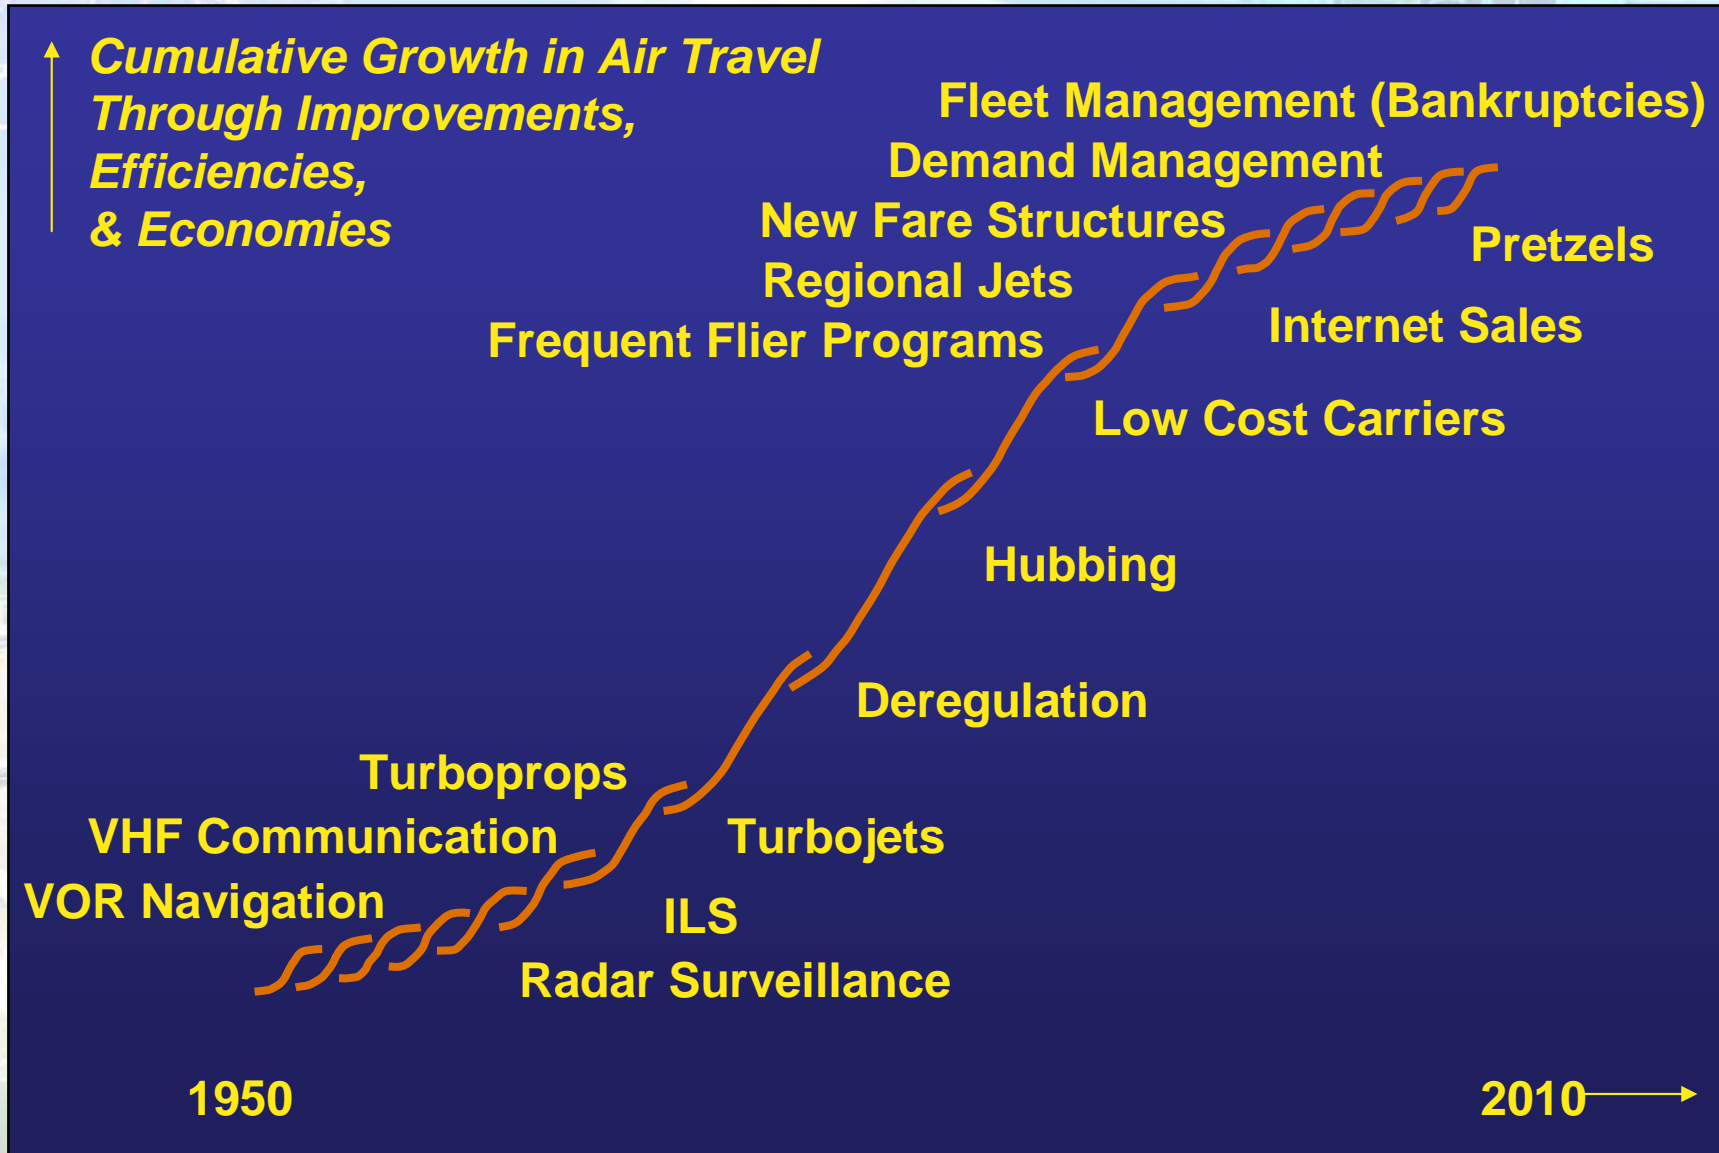 Cumulative Growth in Air Travel
Through Improvements,
Efficiencies,
& Economies
Fleet Management (Bankruptcies)
Demand Management
New Fare Structures
Pretzels
Regional Jets
Internet Sales
Frequent Flier Programs
Low Cost Carriers
Hubbing
Deregulation
Turboprops
VHF Communication
Turbojets
VOR Navigation
ILS
Radar Surveillance
1950
2010